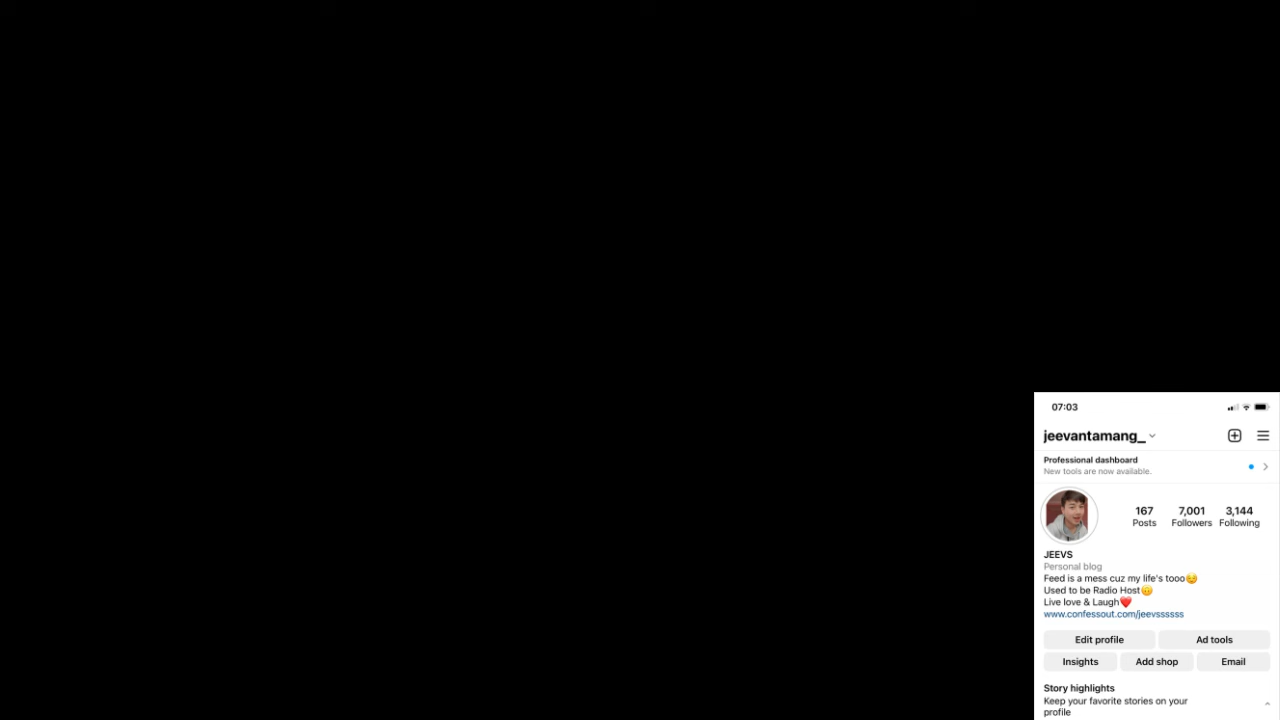 07:03
jeevantamang_
Professional dashboard
New tools are now available.
167 7,001 3,144
Posts Followers Following
JEEVS
Personal blog
Feed is a mess cuz my life's tooo😊
Used to be Radio Host🙃
Live love & Laugh❤️
www.confessout.com/jeevssssss
Edit profile Ad tools
Insights Add shop Email
Story highlights
Keep your favorite stories on your
profile